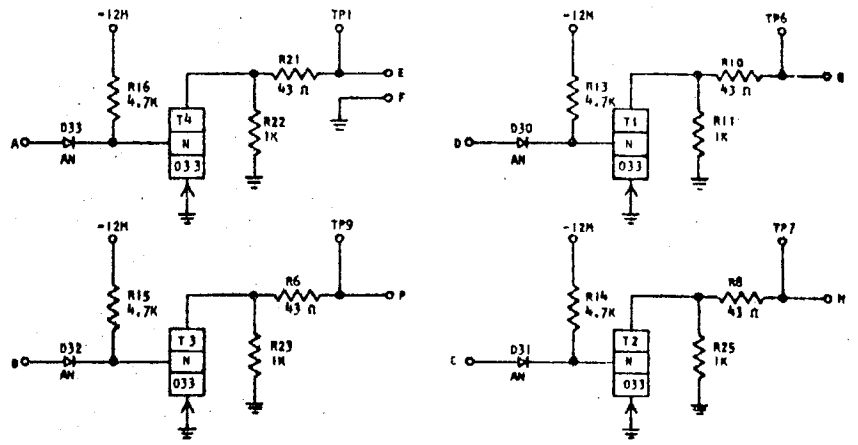 -12M
TP1
R16
4.7K
R21
43 Ω
E
F
T4
N
033
R22
1K
A
D33
AN
-12M
TP6
R13
4.7K
R10
43 Ω
T1
N
033
R11
1K
D
D30
AN
-12M
TP9
R15
4.7K
R6
43 Ω
P
T3
N
033
R23
1K
D32
AN
-12M
TP7
R14
4.7K
R8
43 Ω
T2
N
033
R25
1K
C
D31
AN